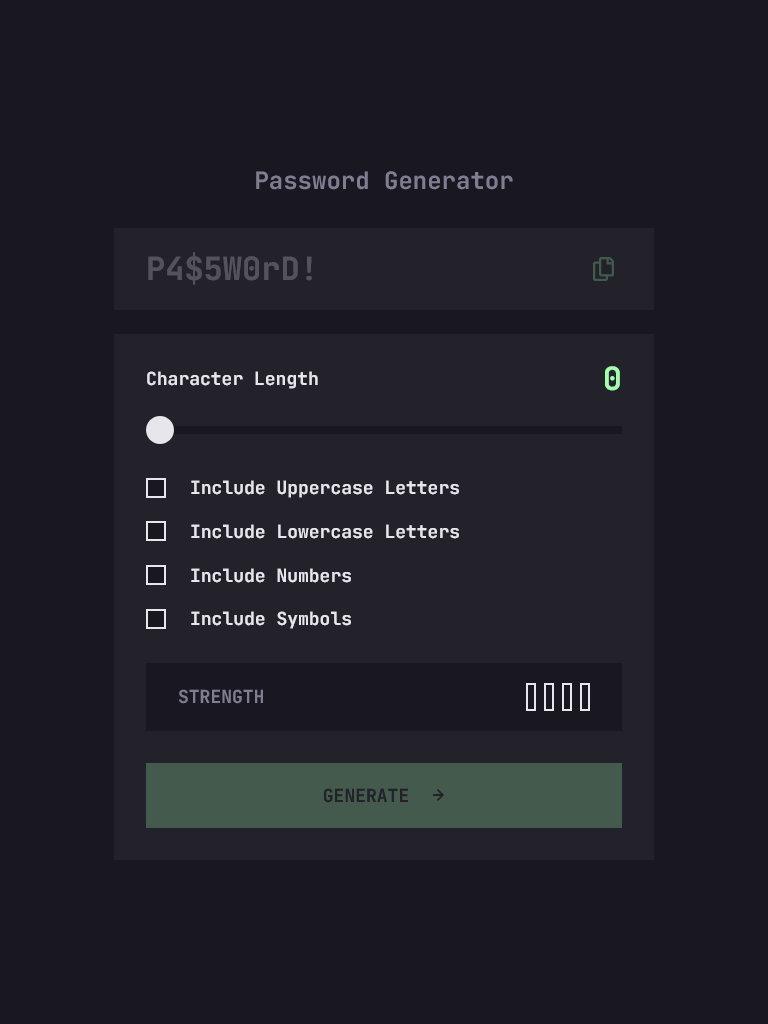 Password Generator
P4$5W0rD!
Character Length
0
Include Uppercase Letters
Include Lowercase Letters
Include Numbers
Include Symbols
STRENGTH
GENERATE →